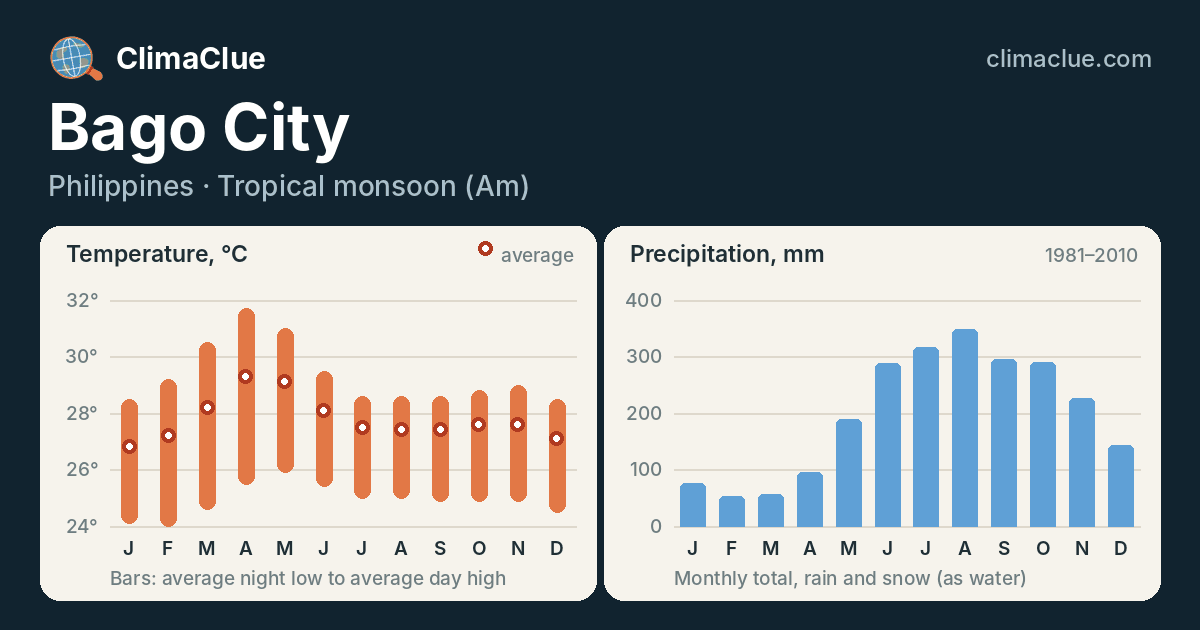 ClimaClue
climaclue.com
Bago City
Philippines · Tropical monsoon (Am)
Temperature, °C
average
32°
30°
28°
26°
24°
J F M A M J J A S O N D
Bars: average night low to average day high
Precipitation, mm
1981–2010
400
300
200
100
0
J F M A M J J A S O N D
Monthly total, rain and snow (as water)